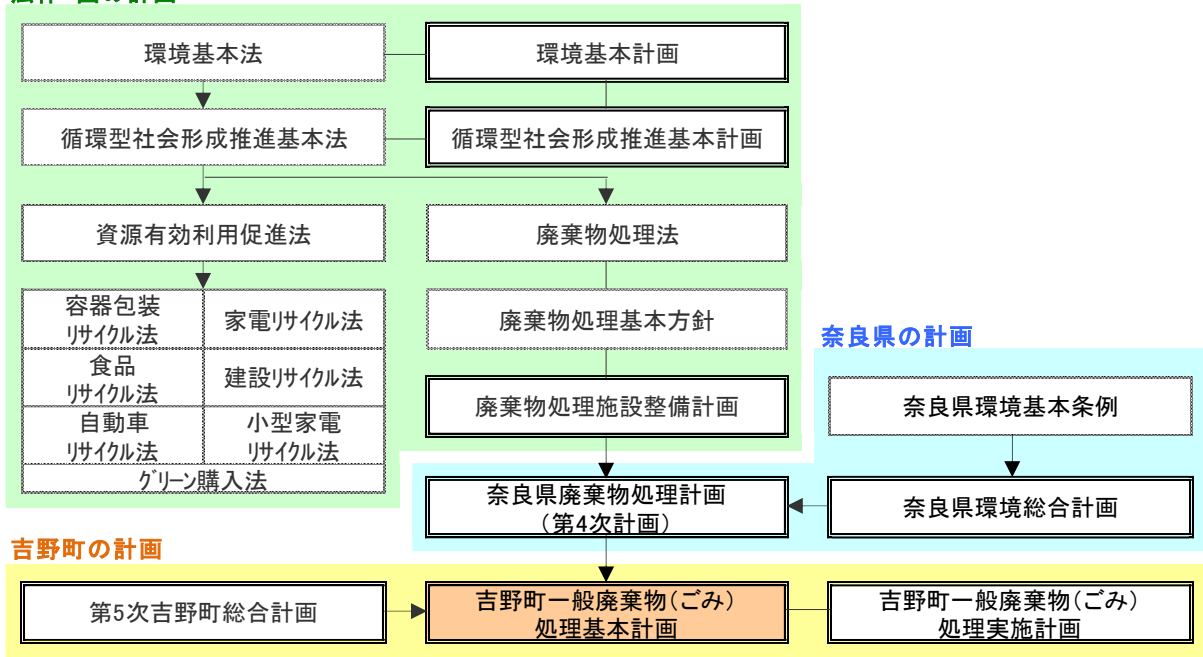 環境基本法
環境基本計画
循環型社会形成推進基本法
循環型社会形成推進基本計画
資源有効利用促進法
廃棄物処理法
容器包装
リサイクル法
家電リサイクル法
食品
リサイクル法
建設リサイクル法
自動車
リサイクル法
小型家電
リサイクル法
グリーン購入法
廃棄物処理基本方針
廃棄物処理施設整備計画
奈良県の計画
奈良県環境基本条例
奈良県廃棄物処理計画
（第4次計画）
奈良県環境総合計画
吉野町の計画
第5次吉野町総合計画
吉野町一般廃棄物（ごみ）
処理基本計画
吉野町一般廃棄物（ごみ）
処理実施計画